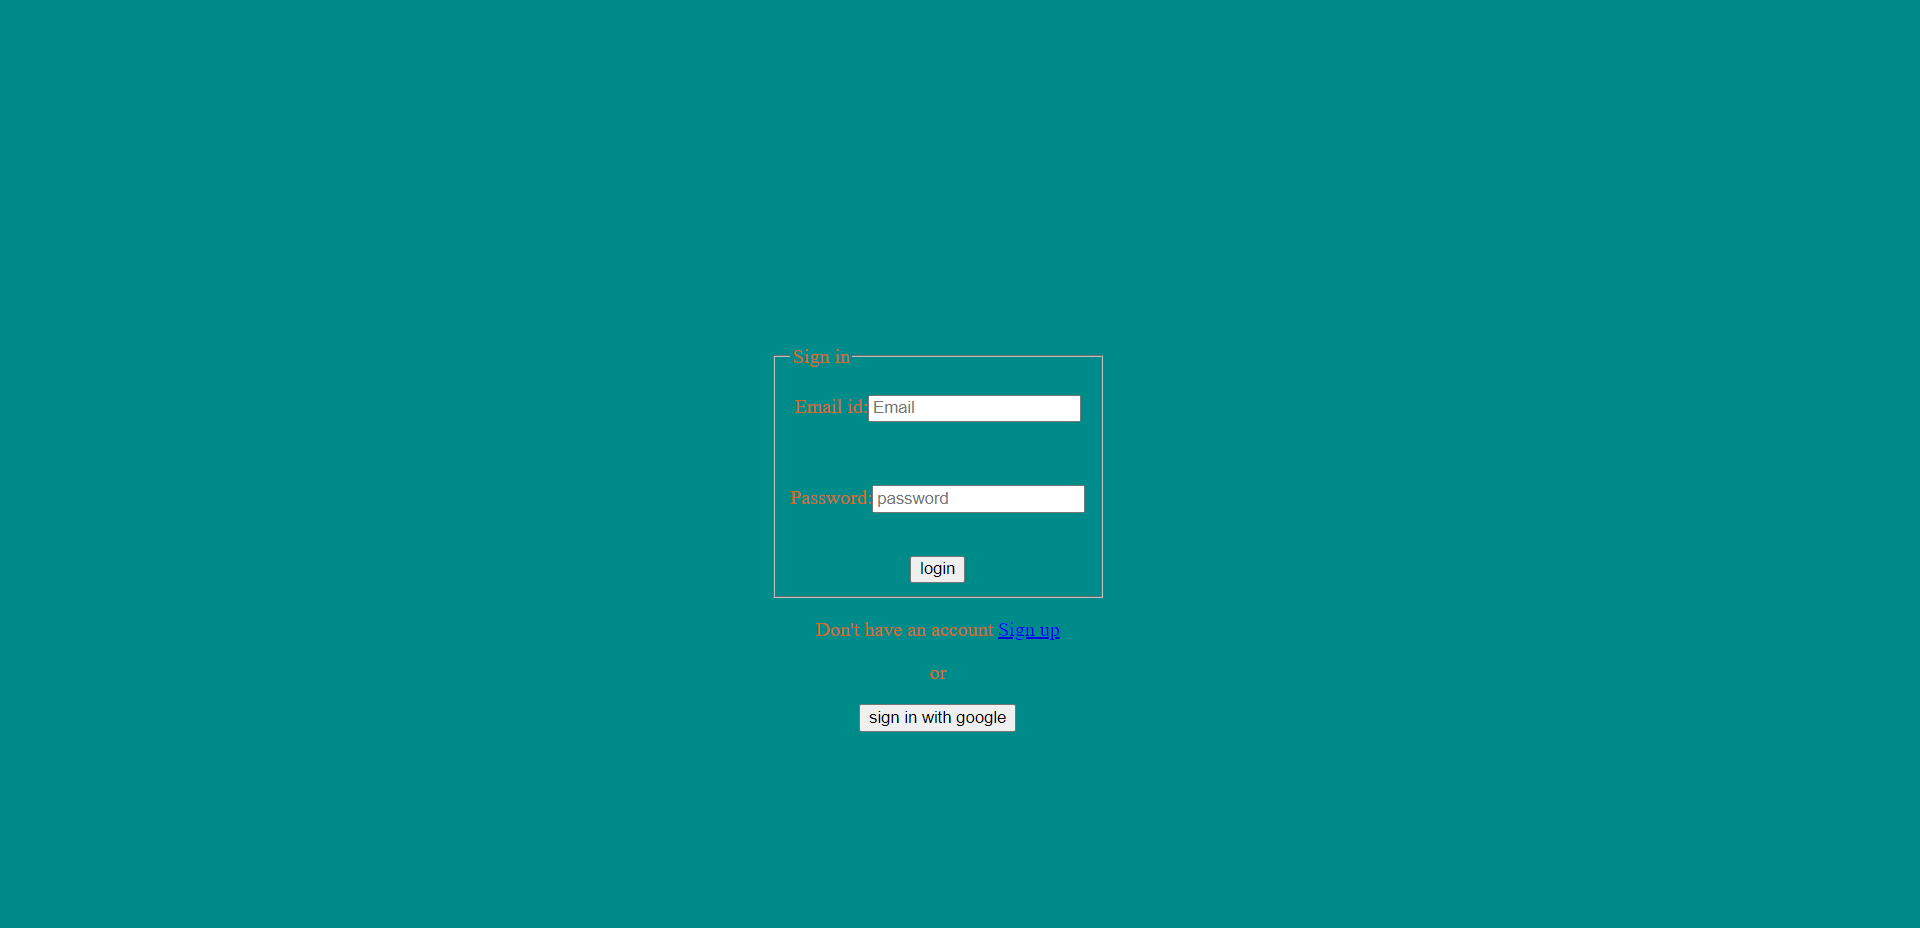 Sign in
Email id: Email
Password: password
login
Don't have an account Sign up
or
sign in with google